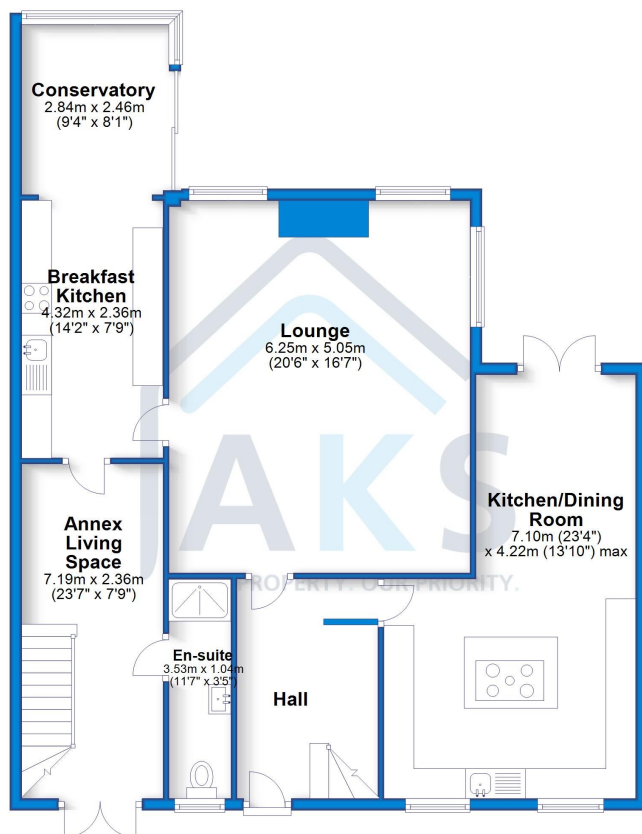 Conservatory
2.84m x 2.46m
(9'4" x 8'1")
Breakfast
Kitchen
4.32m x 2.36m
(14'2" x 7'9")
Lounge
6.25m x 5.05m
(20'6" x 16'7")
JAKS
PROPERTY. OUR PRIORITY.
Kitchen/Dining
Room
7.10m (23'4")
x 4.22m (13'10") max
Annex
Living
Space
7.19m x 2.36m
(23'7" x 7'9")
En-suite
3.53m x 1.04m
(11'7" x 3'5")
Hall